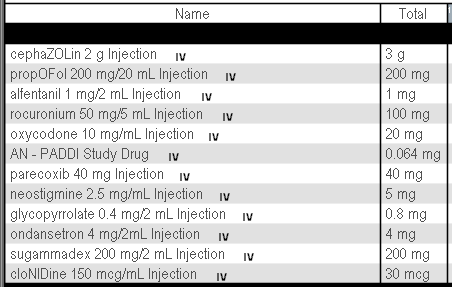 Name Total
cephaZOLin 2 g Injection IV 3 g
propOFol 200 mg/20 mL Injection IV 200 mg
alfentanil 1 mg/2 mL Injection IV 1 mg
rocuronium 50 mg/5 mL Injection IV 100 mg
oxycodone 10 mg/mL Injection IV 20 mg
AN - PADDI Study Drug IV 0.064 mg
parecoxib 40 mg Injection IV 40 mg
neostigmine 2.5 mg/mL Injection IV 5 mg
glycopyrrolate 0.4 mg/2 mL Injection IV 0.8 mg
ondansetron 4 mg/2mL Injection IV 4 mg
sugammadex 200 mg/2 mL Injection IV 200 mg
cloNIDine 150 mcg/mL Injection IV 30 mcg